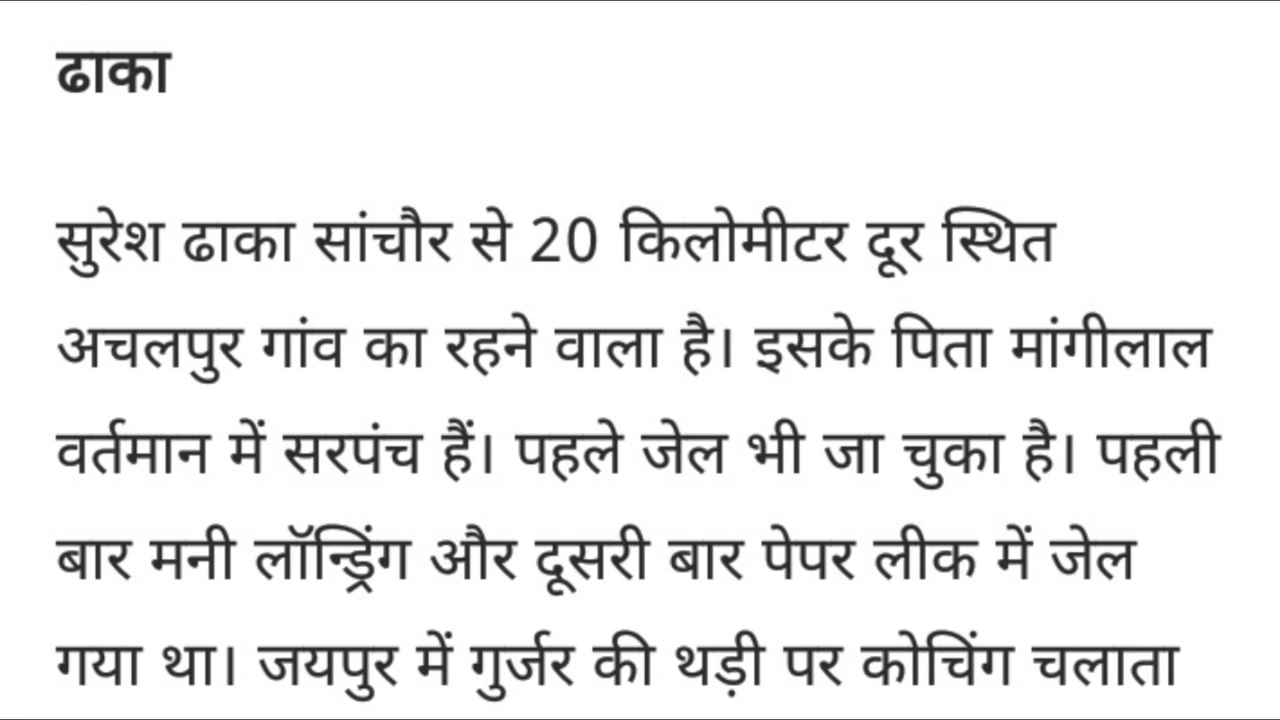 ढाका
सुरेश ढाका सांचौर से 20 किलोमीटर दूर स्थित
अचलपुर गांव का रहने वाला है। इसके पिता मांगीलाल
वर्तमान में सरपंच हैं। पहले जेल भी जा चुका है। पहली
बार मनी लॉन्ड्रिंग और दूसरी बार पेपर लीक में जेल
गया था। जयपुर में गुर्जर की थड़ी पर कोचिंग चलाता